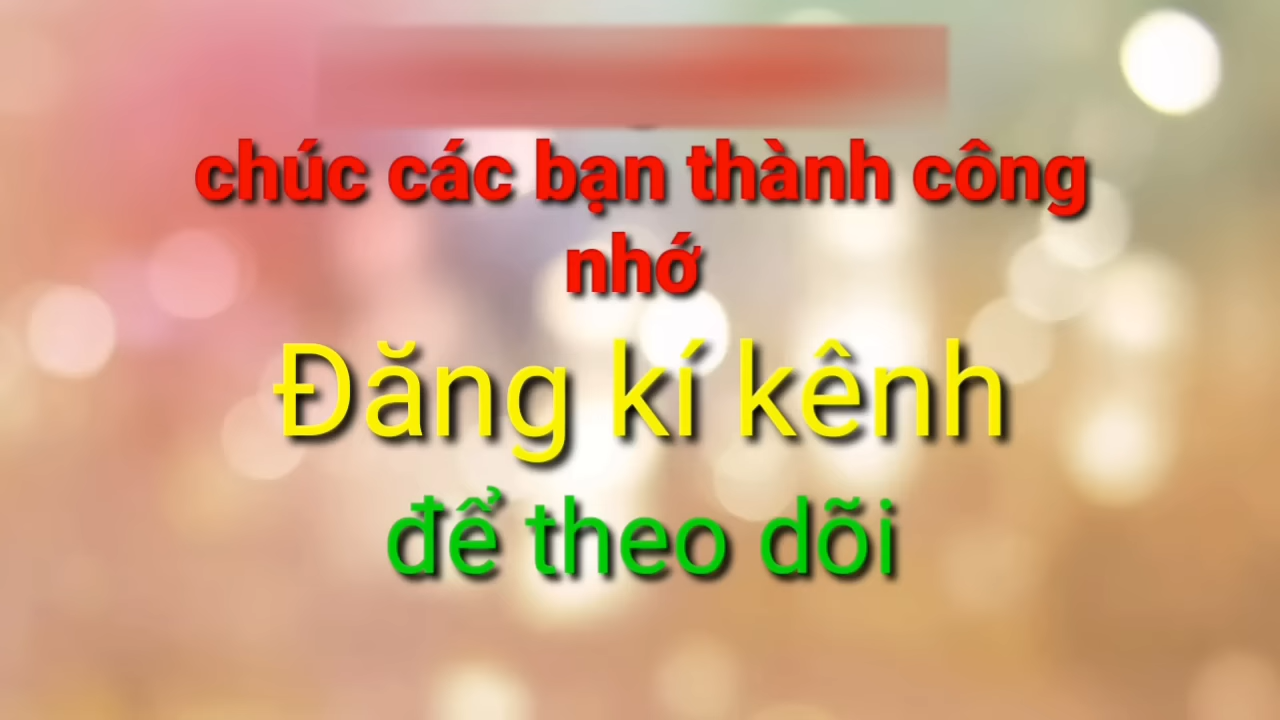 chúc các bạn thành công
nhớ
Đăng kí kênh
để theo dõi